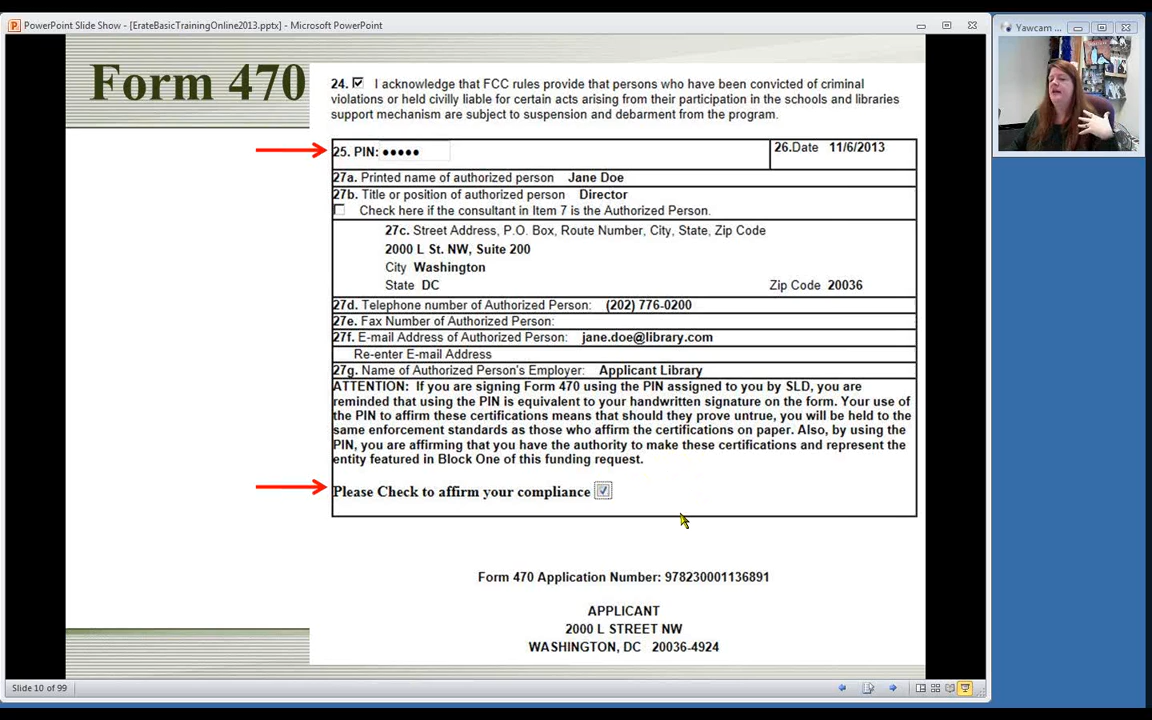 PowerPoint Slide Show - [ErateBasicTrainingOnline2013.pptx] - Microsoft PowerPoint
Yawcam ...
Form 470
24. I acknowledge that FCC rules provide that persons who have been convicted of criminal
violations or held civilly liable for certain acts arising from their participation in the schools and libraries
support mechanism are subject to suspension and debarment from the program.
25. PIN: •••••
26.Date 11/6/2013
27a. Printed name of authorized person Jane Doe
27b. Title or position of authorized person Director
Check here if the consultant in Item 7 is the Authorized Person.
27c. Street Address, P.O. Box, Route Number, City, State, Zip Code
2000 L St. NW, Suite 200
City Washington
State DC Zip Code 20036
27d. Telephone number of Authorized Person: (202) 776-0200
27e. Fax Number of Authorized Person:
27f. E-mail Address of Authorized Person: jane.doe@library.com
Re-enter E-mail Address
27g. Name of Authorized Person's Employer: Applicant Library
ATTENTION: If you are signing Form 470 using the PIN assigned to you by SLD, you are
reminded that using the PIN is equivalent to your handwritten signature on the form. Your use of
the PIN to affirm these certifications means that should they prove untrue, you will be held to the
same enforcement standards as those who affirm the certifications on paper. Also, by using the
PIN, you are affirming that you have the authority to make these certifications and represent the
entity featured in Block One of this funding request.
Please Check to affirm your compliance
Form 470 Application Number: 978230001136891
APPLICANT
2000 L STREET NW
WASHINGTON, DC 20036-4924
Slide 10 of 99